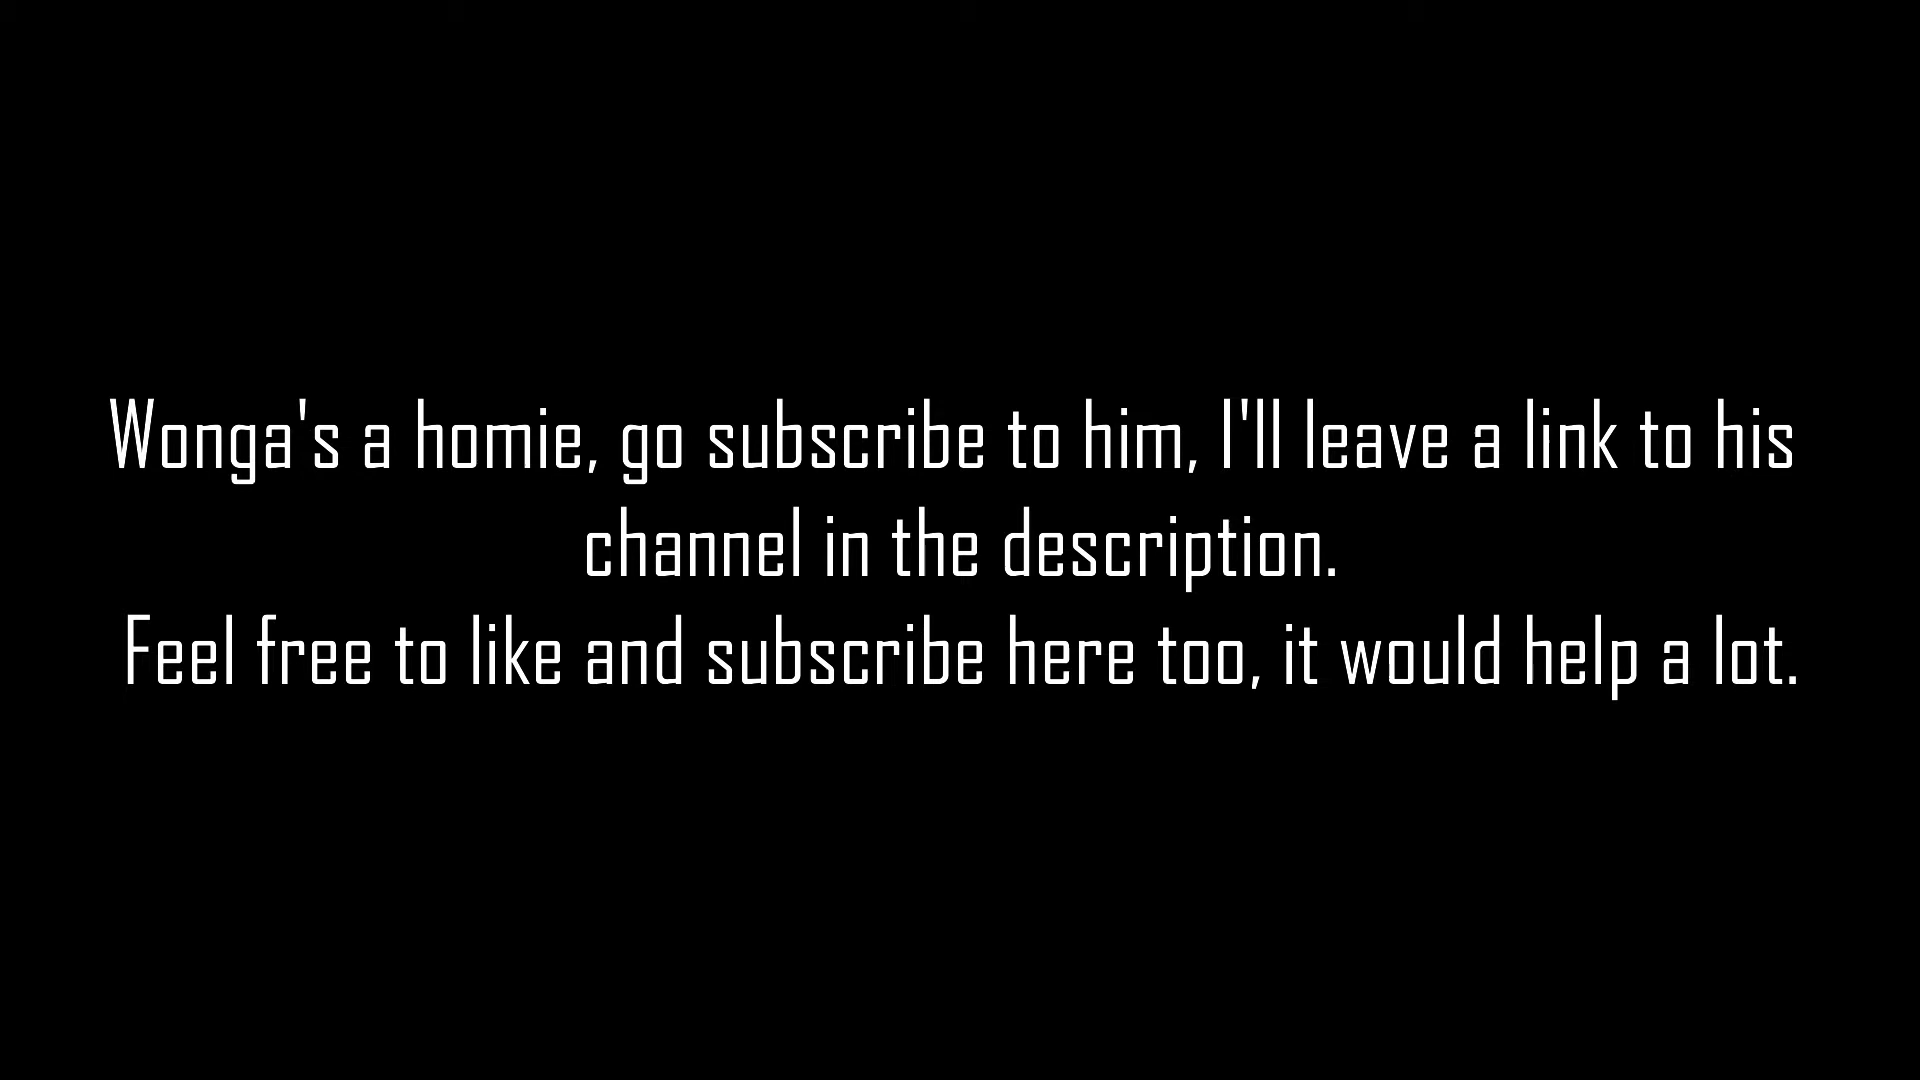 Wonga's a homie, go subscribe to him, I'll leave a link to his
channel in the description.
Feel free to like and subscribe here too, it would help a lot.